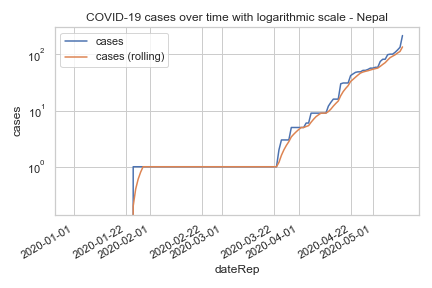 COVID-19 cases over time with logarithmic scale - Nepal
cases
cases (rolling)
10²
10¹
10⁰
cases
2020-01-01
2020-01-22
2020-02-01
2020-02-22
2020-03-01
2020-03-22
2020-04-01
2020-04-22
2020-05-01
dateRep